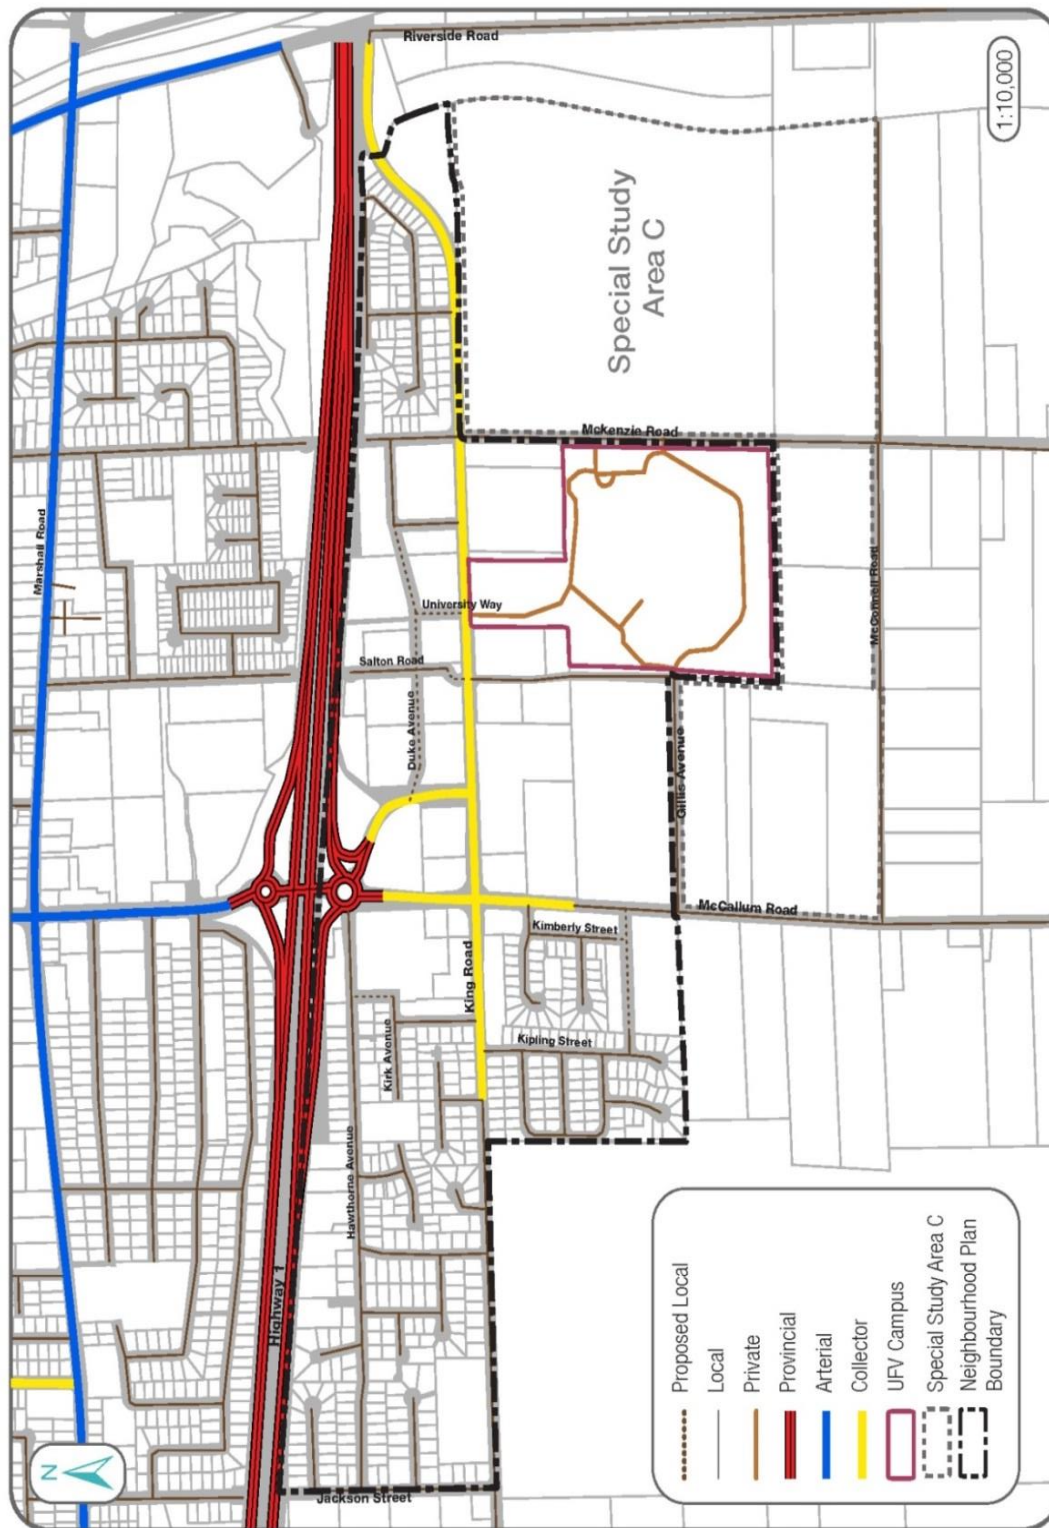 Riverside Road
1:10,000
Special Study
Area C
McKenzie Road
Marshall Road
University Way
Salton Road
McConnell Road
Duke Avenue
Gillis Avenue
McCallum Road
Kimberly Street
King Road
Kipling Street
Kirk Avenue
Hawthorne Avenue
Highway 1
Jackson Street
N
Proposed Local
Local
Private
Provincial
Arterial
Collector
UFV Campus
Special Study Area C
Neighbourhood Plan
Boundary